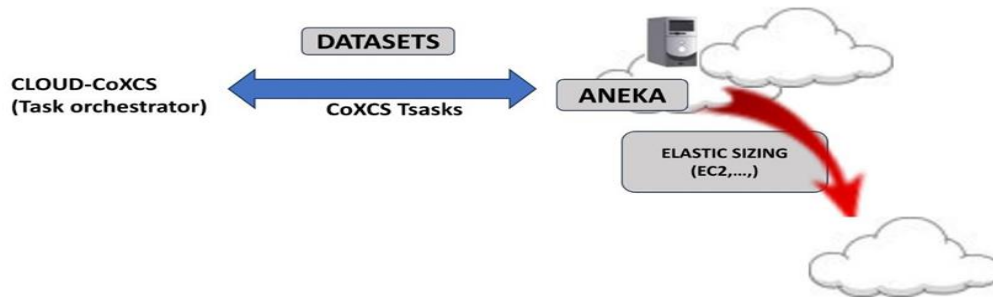 DATASETS
CLOUD-CoXCS
(Task orchestrator)
CoXCS Tsasks
ANEKA
ELASTIC SIZING
(EC2,...,)